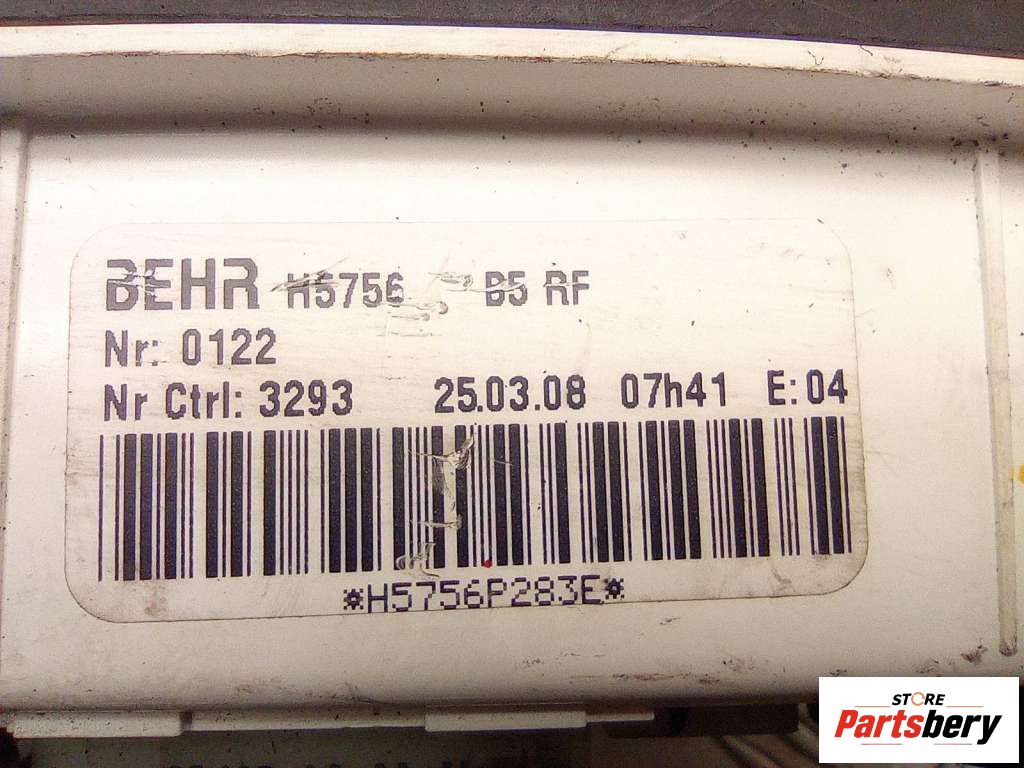 BEHR H5756 B5 RF
Nr: 0122
Nr Ctrl: 3293 25.03.08 07h41 E: 04
*H5756P283E*
STORE
Partsbery